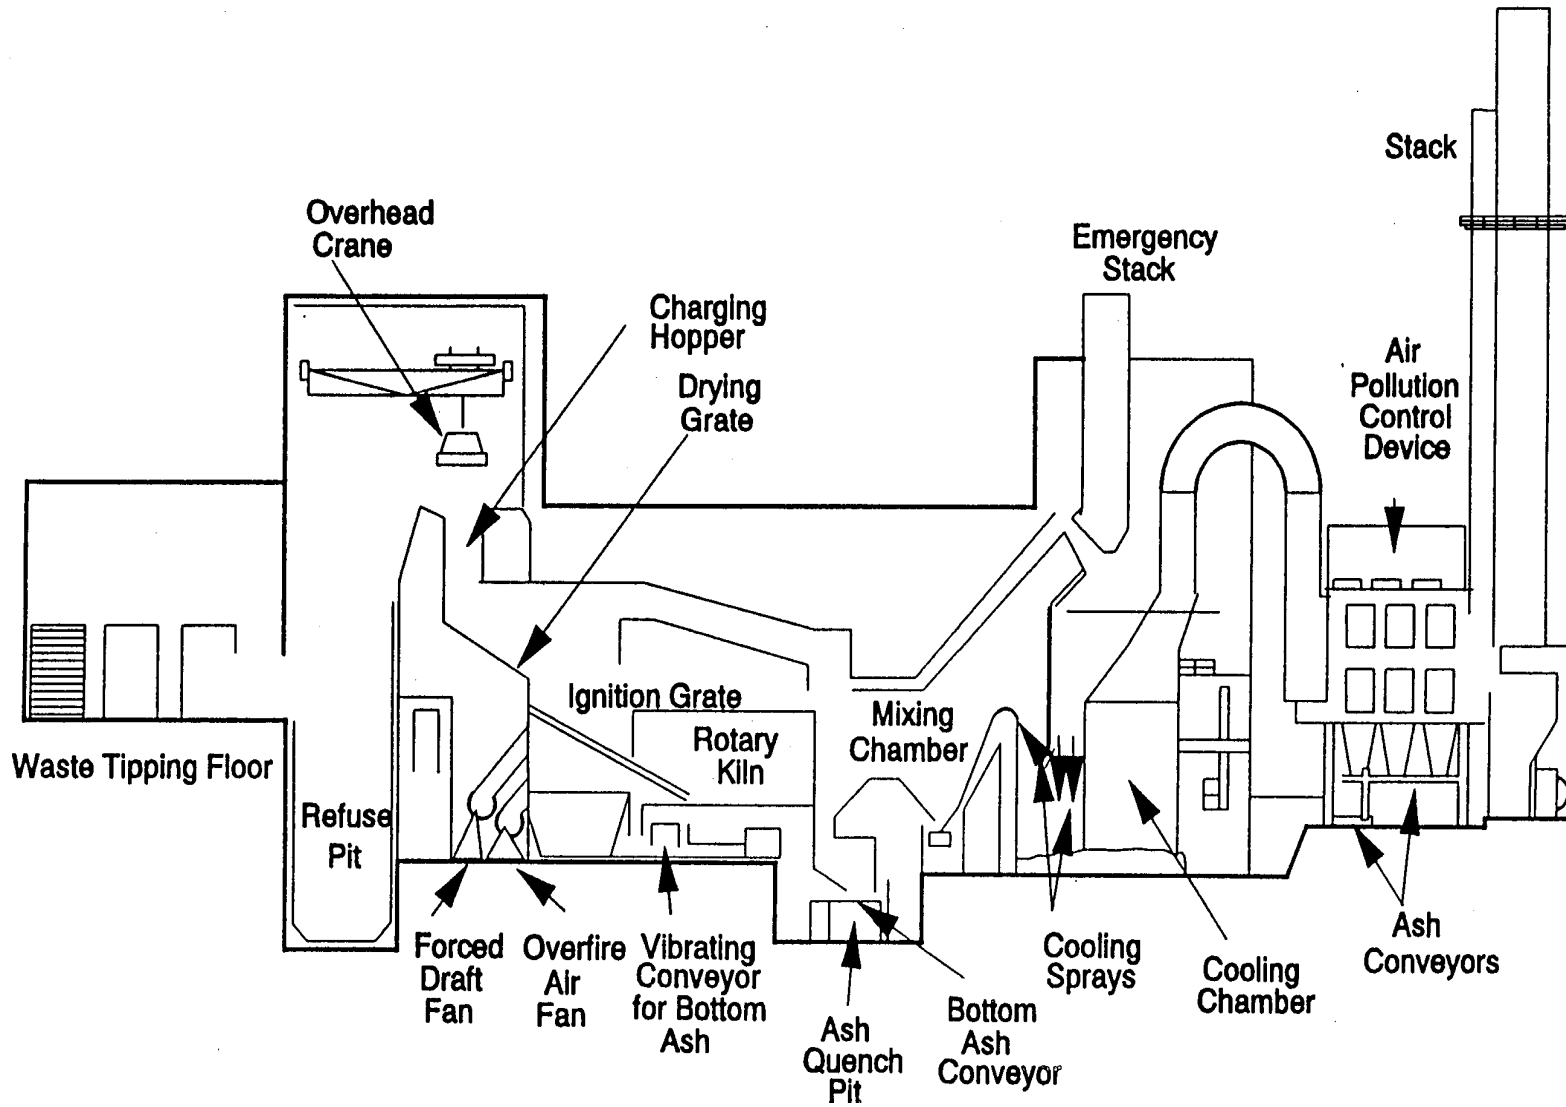 Stack
Overhead
Crane
Emergency
Stack
Charging
Hopper
Air
Pollution
Control
Device
Drying
Grate
Ignition Grate
Mixing
Chamber
Rotary
Kiln
Waste Tipping Floor
Refuse
Pit
Forced
Draft
Fan
Overfire
Air
Fan
Vibrating
Conveyor
for Bottom
Ash
Ash
Quench
Pit
Bottom
Ash
Conveyor
Cooling
Sprays
Cooling
Chamber
Ash
Conveyors